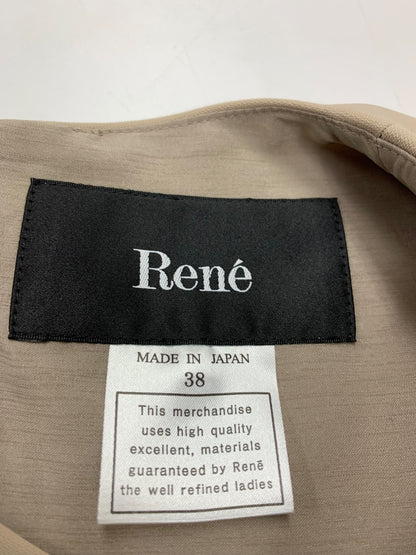 René
MADE IN JAPAN
38
This merchandise
uses high quality
excellent, materials
guaranteed by Renē
the well refined ladies